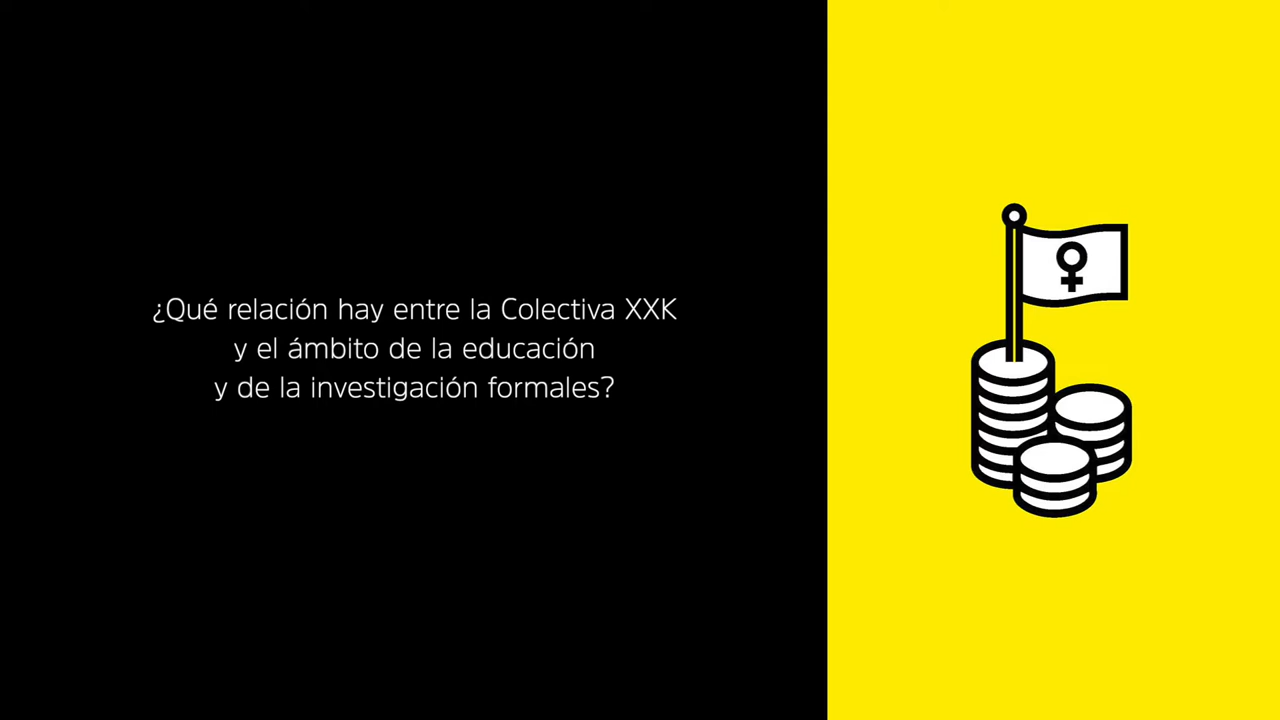 ¿Qué relación hay entre la Colectiva XXK
y el ámbito de la educación
y de la investigación formales?